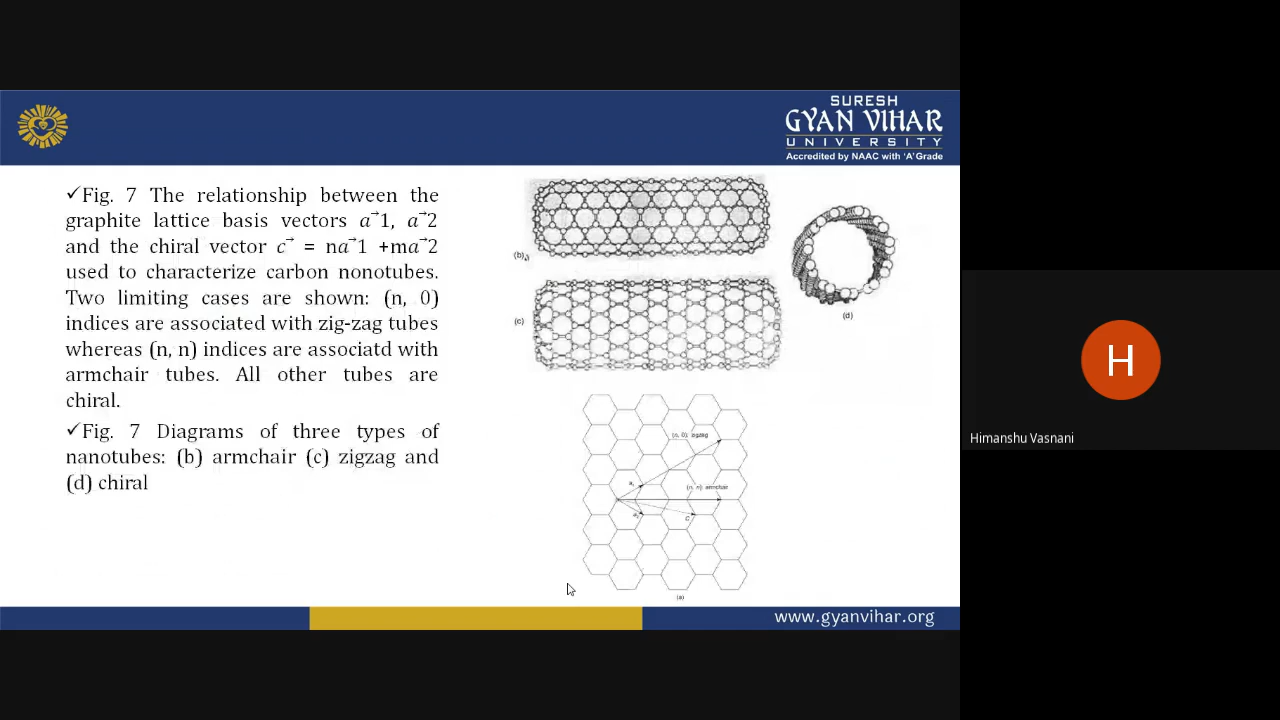 SURESH
GYAN VIHAR
UNIVERSITY
Accredited by NAAC with 'A' Grade
✓Fig. 7 The relationship between the
graphite lattice basis vectors a⃗1, a⃗2
and the chiral vector c⃗ = na⃗1 +ma⃗2
used to characterize carbon nonotubes.
Two limiting cases are shown: (n, 0)
indices are associated with zig-zag tubes
whereas (n, n) indices are associatd with
armchair tubes. All other tubes are
chiral.
✓Fig. 7 Diagrams of three types of
nanotubes: (b) armchair (c) zigzag and
(d) chiral
(b)
(c)
(d)
(n, 0): zigzag
a₁
(n, n): armchair
a₂
C
(a)
www.gyanvihar.org
H
Himanshu Vasnani